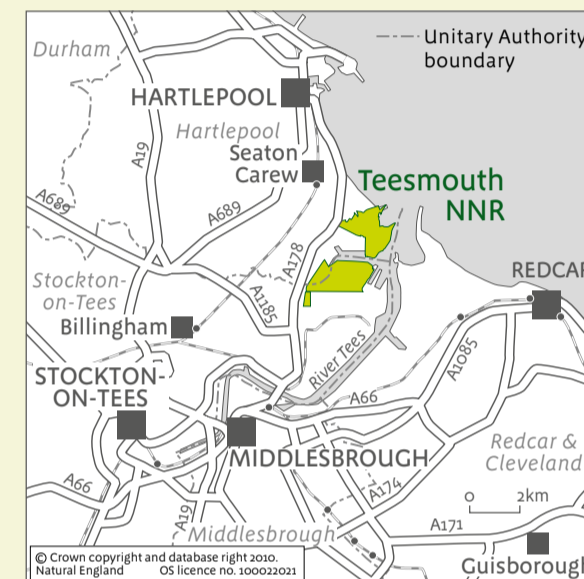 Durham
Unitary Authority
boundary
HARTLEPOOL
Hartlepool
Seaton
Carew
A19
Teesmouth
NNR
A689
A689
A178
Stockton-
on-Tees
REDCAR
A1185
Billingham
River Tees
A1085
STOCKTON-
ON-TEES
A66
MIDDLESBROUGH
Redcar &
Cleveland
A66
A174
0 2km
A19
A171
Middlesbrough
Guisborough
© Crown copyright and database right 2010.
Natural England OS licence no. 100022021